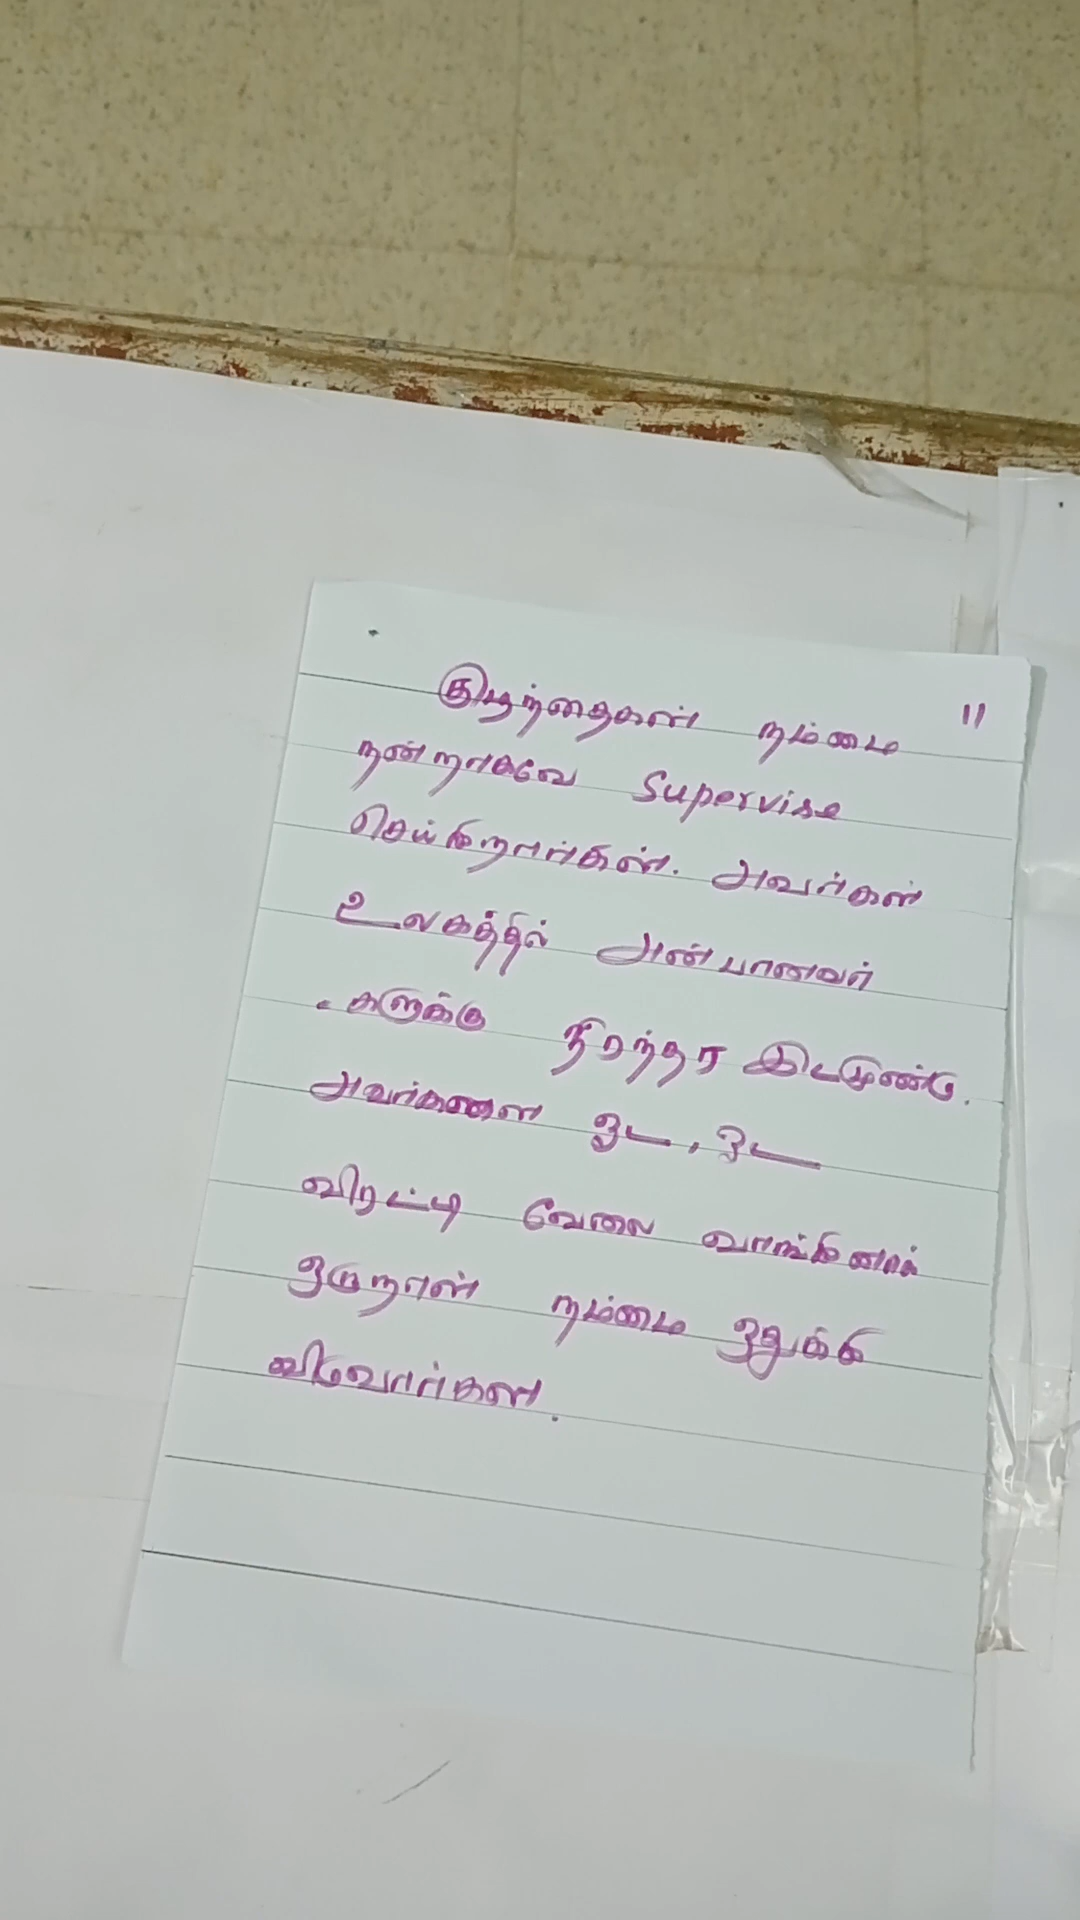 குழந்தைகள் நம்மை 11
நன்றாகவே Supervise
செய்கிறார்கள். அவர்கள்
உலகத்தில் அன்பானவர்
களுக்கு நிரந்தர இடமுண்டு.
அவர்களை ஓட, ஓட
விரட்டி வேலை வாங்கினால்
ஒருநாள் நம்மை ஒதுக்கி
விடுவார்கள்.